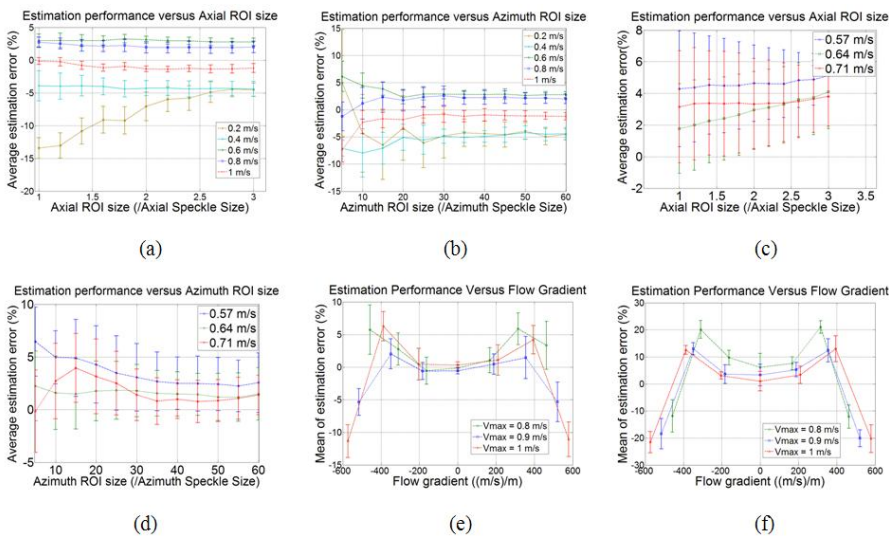 Estimation performance versus Axial ROI size
Average estimation error (%)
5
0
-5
-10
-15
-20
0.2 m/s
0.4 m/s
0.6 m/s
0.8 m/s
1 m/s
1
1.5
2
2.5
3
Axial ROI size (/Axial Speckle Size)
(a)
Estimation performance versus Azimuth ROI size
Average estimation error (%)
15
10
5
0
-5
-10
-15
0.2 m/s
0.4 m/s
0.6 m/s
0.8 m/s
1 m/s
10
20
30
40
50
60
Azimuth ROI size (/Azimuth Speckle Size)
(b)
Estimation performance versus Axial ROI size
Average estimation error(%)
8
6
4
2
0
-2
0.57 m/s
0.64 m/s
0.71 m/s
1
1.5
2
2.5
3
3.5
Axial ROI size (/Axial Speckle Size)
(c)
Estimation performance versus Azimuth ROI size
Average estimation error (%)
10
5
0
-5
0.57 m/s
0.64 m/s
0.71 m/s
10
20
30
40
50
60
Azimuth ROI size (/Azimuth Speckle Size)
(d)
Estimation Performance Versus Flow Gradient
Mean of estimation error (%)
10
5
0
-5
-10
-15
Vmax = 0.8 m/s
Vmax = 0.9 m/s
Vmax = 1 m/s
-600
-400
-200
0
200
400
600
Flow gradient ((m/s)/m)
(e)
Estimation Performance Versus Flow Gradient
Mean of estimation error (%)
30
20
10
0
-10
-20
-30
Vmax = 0.8 m/s
Vmax = 0.9 m/s
Vmax = 1 m/s
-600
-400
-200
0
200
400
600
Flow gradient ((m/s)/m)
(f)